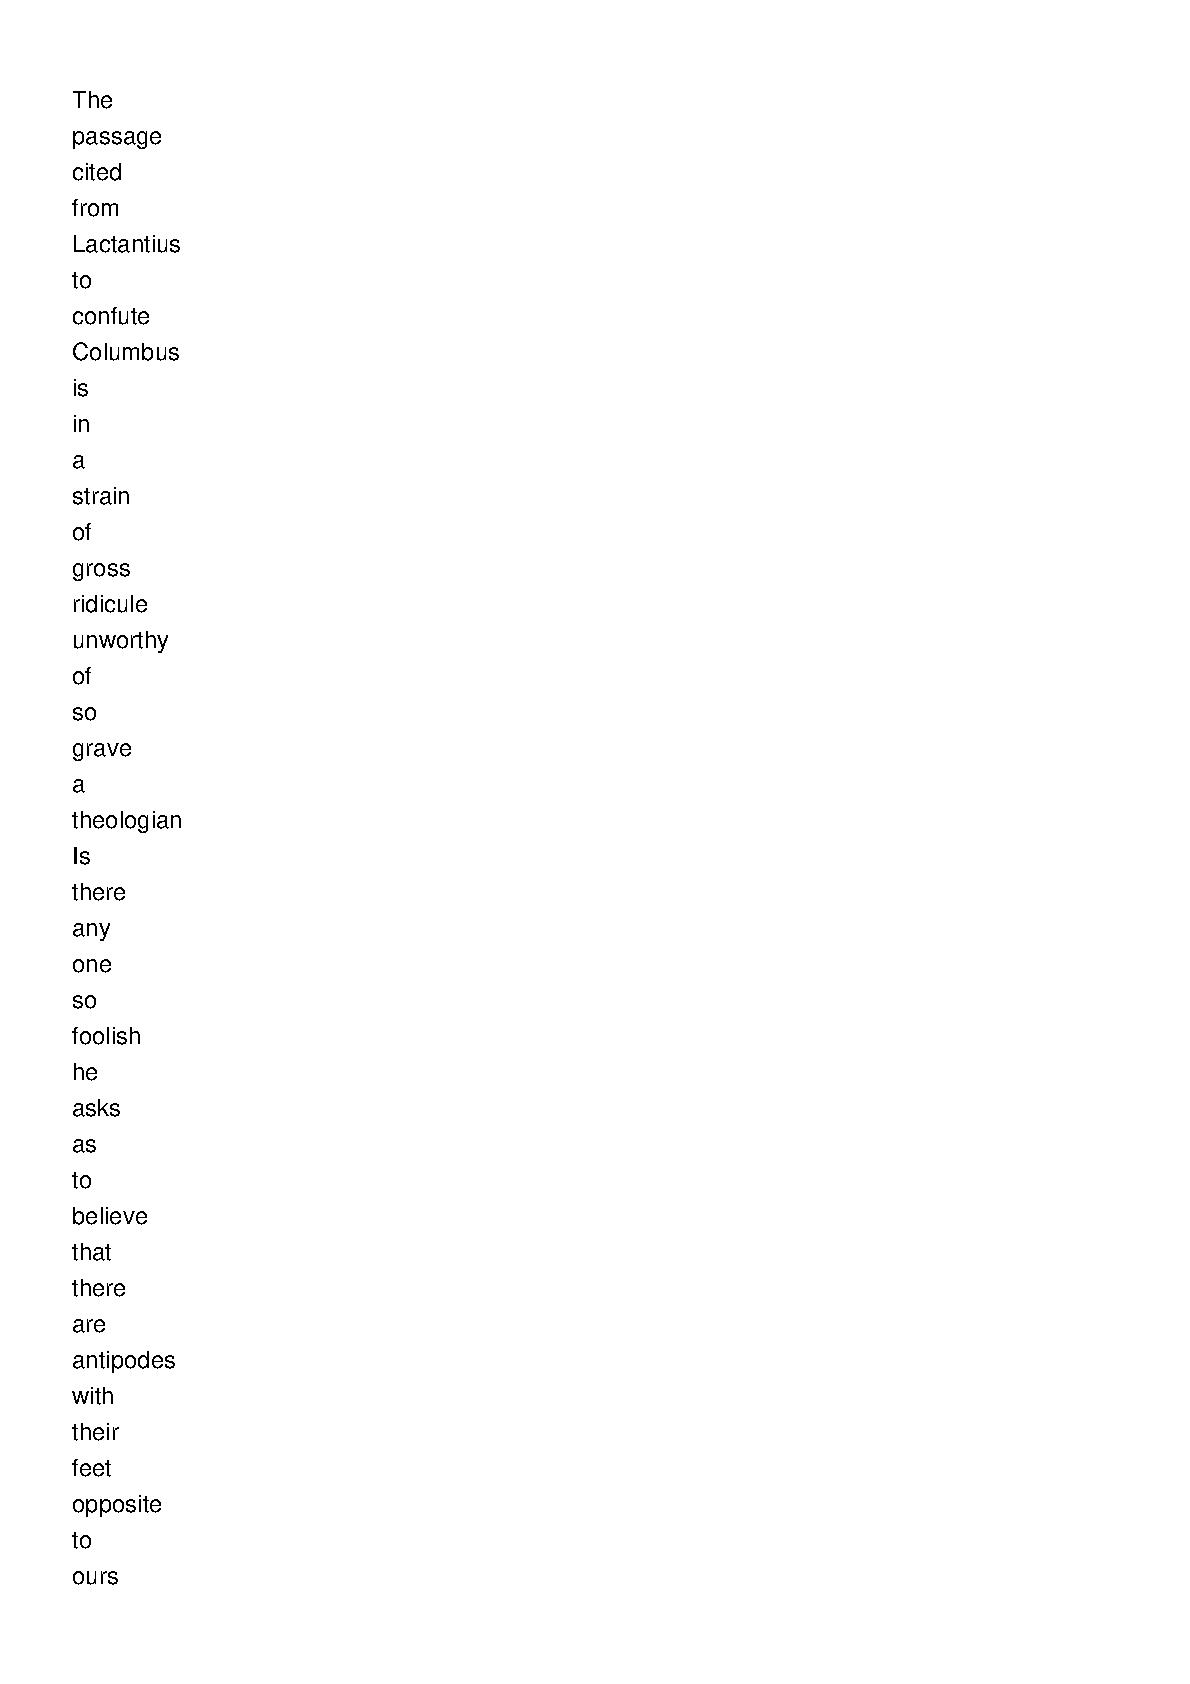 The
passage
cited
from
Lactantius
to
confute
Columbus
is
in
a
strain
of
gross
ridicule
unworthy
of
so
grave
a
theologian
Is
there
any
one
so
foolish
he
asks
as
to
believe
that
there
are
antipodes
with
their
feet
opposite
to
ours